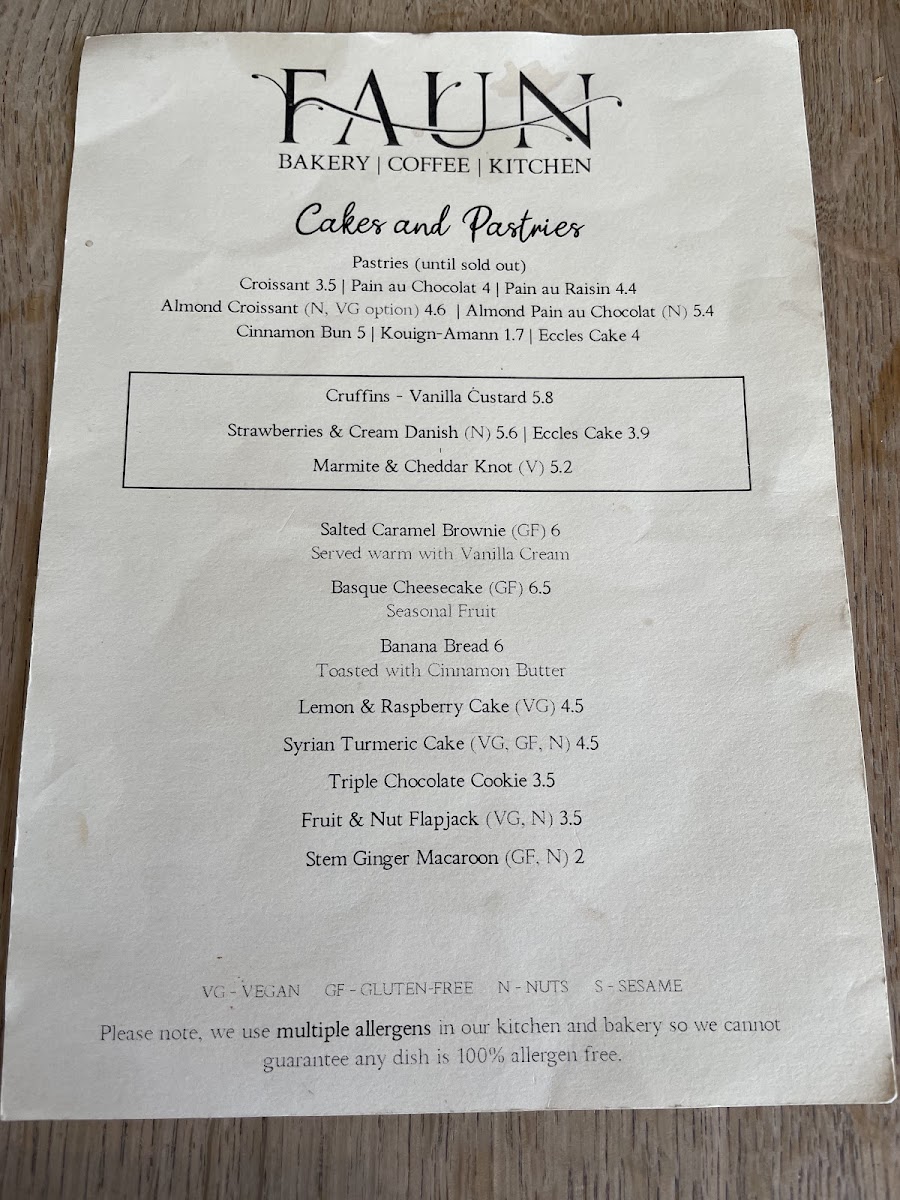 FAUN
BAKERY | COFFEE | KITCHEN
Cakes and Pastries
Pastries (until sold out)
Croissant 3.5 | Pain au Chocolat 4 | Pain au Raisin 4.4
Almond Croissant (N, VG option) 4.6 | Almond Pain au Chocolat (N) 5.4
Cinnamon Bun 5 | Kouign-Amann 1.7 | Eccles Cake 4
Cruffins - Vanilla Custard 5.8
Strawberries & Cream Danish (N) 5.6 | Eccles Cake 3.9
Marmite & Cheddar Knot (V) 5.2
Salted Caramel Brownie (GF) 6
Served warm with Vanilla Cream
Basque Cheesecake (GF) 6.5
Seasonal Fruit
Banana Bread 6
Toasted with Cinnamon Butter
Lemon & Raspberry Cake (VG) 4.5
Syrian Turmeric Cake (VG, GF, N) 4.5
Triple Chocolate Cookie 3.5
Fruit & Nut Flapjack (VG, N) 3.5
Stem Ginger Macaroon (GF, N) 2
VG - VEGAN GF - GLUTEN-FREE N - NUTS S - SESAME
Please note, we use multiple allergens in our kitchen and bakery so we cannot
guarantee any dish is 100% allergen free.